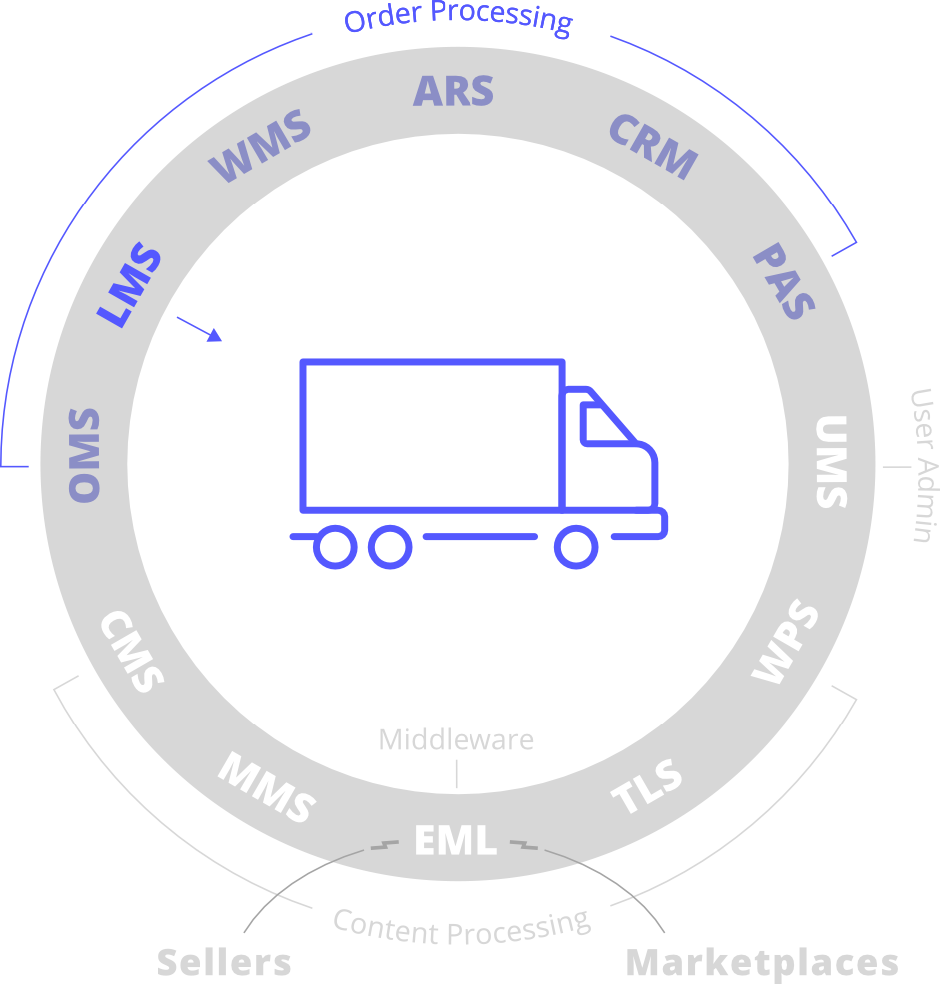 Order Processing
ARS
WMS
CRM
LMS
PAS
OMS
UMS
User Admin
CMS
WPS
Middleware
MMS
TLS
EML
Content Processing
Sellers
Marketplaces